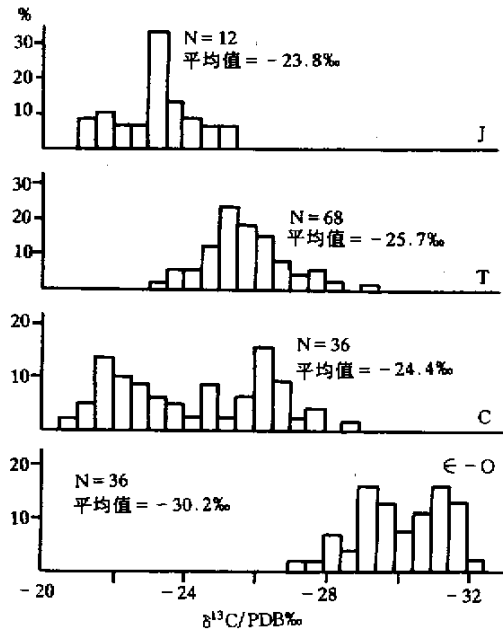 %
30
20
10
N = 12
平均值 = -23.8‰
J
30
20
10
N = 68
平均值 = -25.7‰
T
20
10
N = 36
平均值 = -24.4‰
C
20
10
N = 36
平均值 = -30.2‰
∈-O
-20 -24 -28 -32
δ¹³C/PDB‰